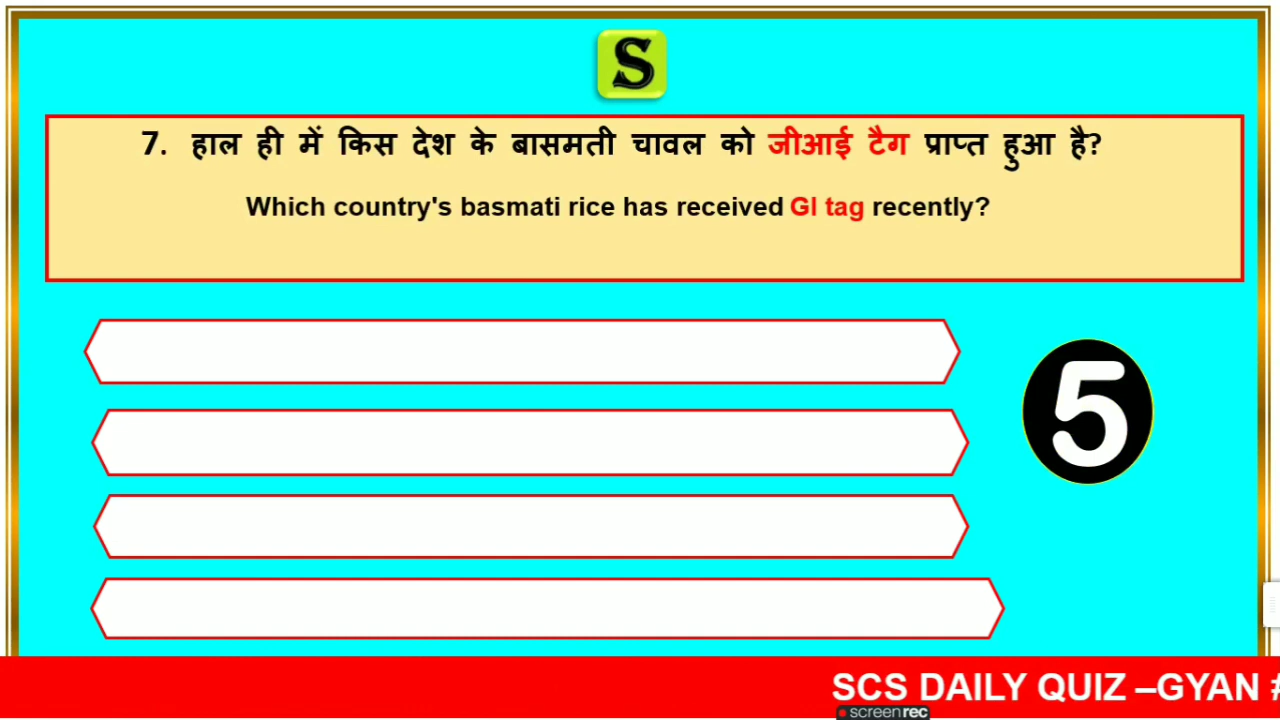 S
7. हाल ही में किस देश के बासमती चावल को जीआई टैग प्राप्त हुआ है?
Which country's basmati rice has received GI tag recently?
5
SCS DAILY QUIZ –GYAN #
screenrec